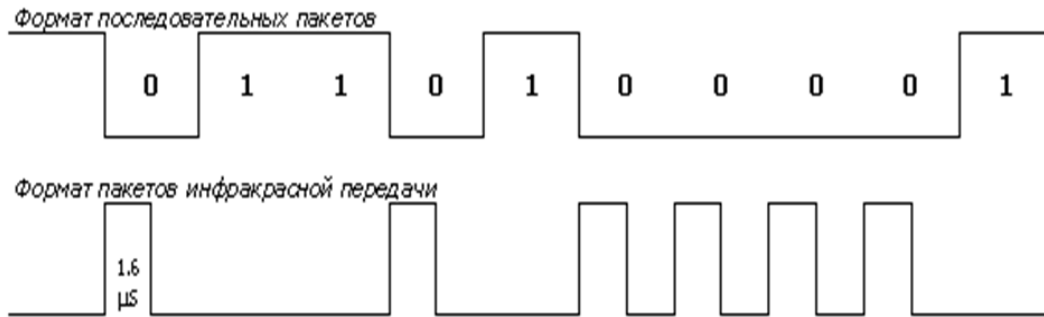 Формат последовательных пакетов
0 1 1 0 1 0 0 0 0 1
Формат пакетов инфракрасной передачи
1.6
µS